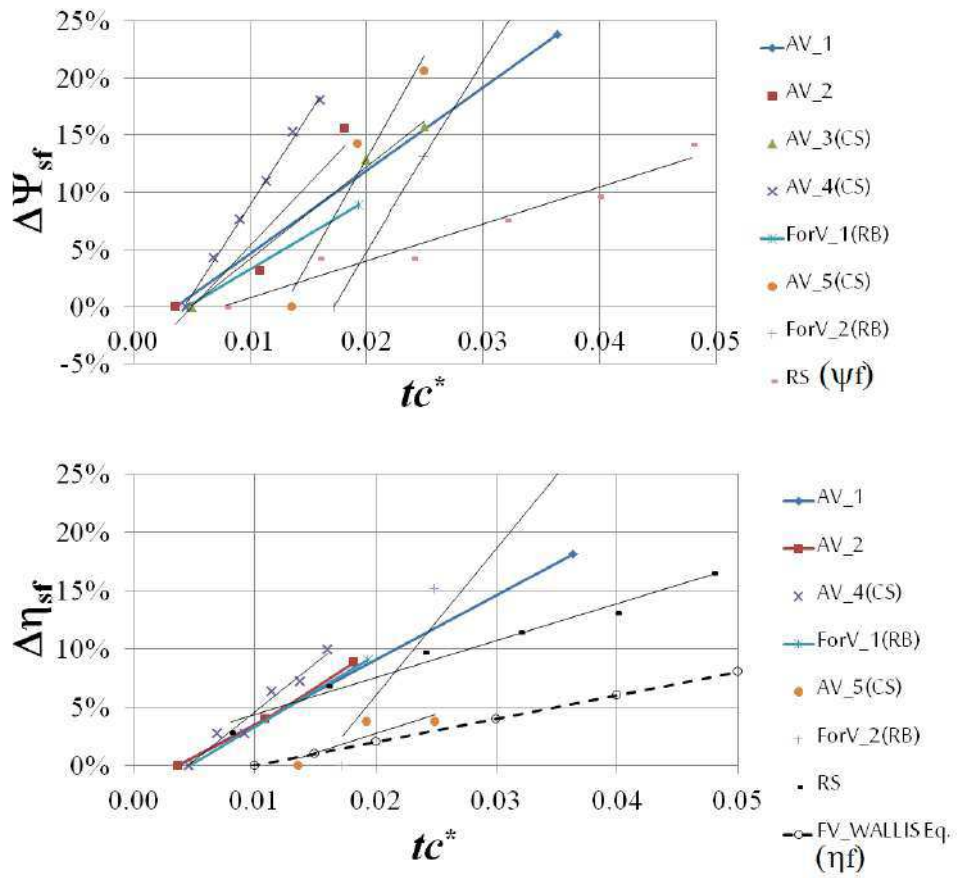 25%
20%
15%
10%
5%
0%
-5%
ΔΨsf
0.00 0.01 0.02 0.03 0.04 0.05
tc*
AV_1
AV_2
AV_3(CS)
AV_4(CS)
ForV_1(RB)
AV_5(CS)
ForV_2(RB)
RS (ψf)
25%
20%
15%
10%
5%
0%
Δηsf
0.00 0.01 0.02 0.03 0.04 0.05
tc*
AV_1
AV_2
AV_4(CS)
ForV_1(RB)
AV_5(CS)
ForV_2(RB)
RS
FV_WALLIS Eq.
(ηf)